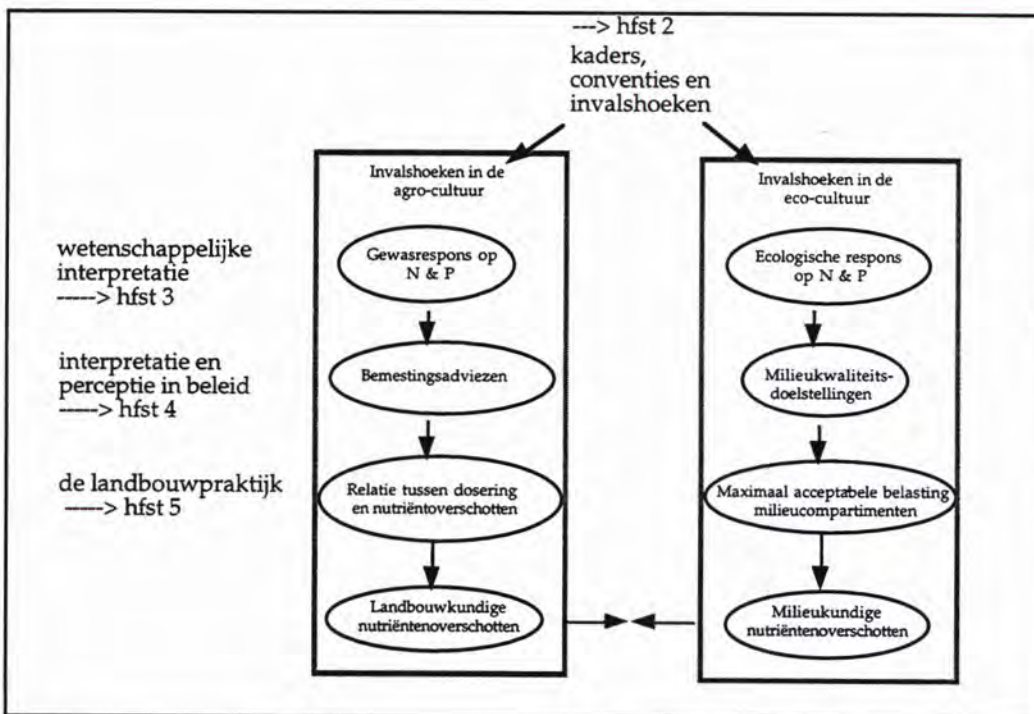 ---> hfst 2
kaders,
conventies en
invalshoeken
Invalshoeken in de
agro-cultuur
Invalshoeken in de
eco-cultuur
wetenschappelijke
interpretatie
-----> hfst 3
Gewasrespons op
N & P
Ecologische respons
op N & P
interpretatie en
perceptie in beleid
-----> hfst 4
Bemestingsadviezen
Milieukwaliteits-
doelstellingen
de landbouwpraktijk
-----> hfst 5
Relatie tussen dosering
en nutriëntoverschotten
Maximaal acceptabele belasting
milieucompartimenten
Landbouwkundige
nutriëntenoverschotten
Milieukundige
nutriëntenoverschotten